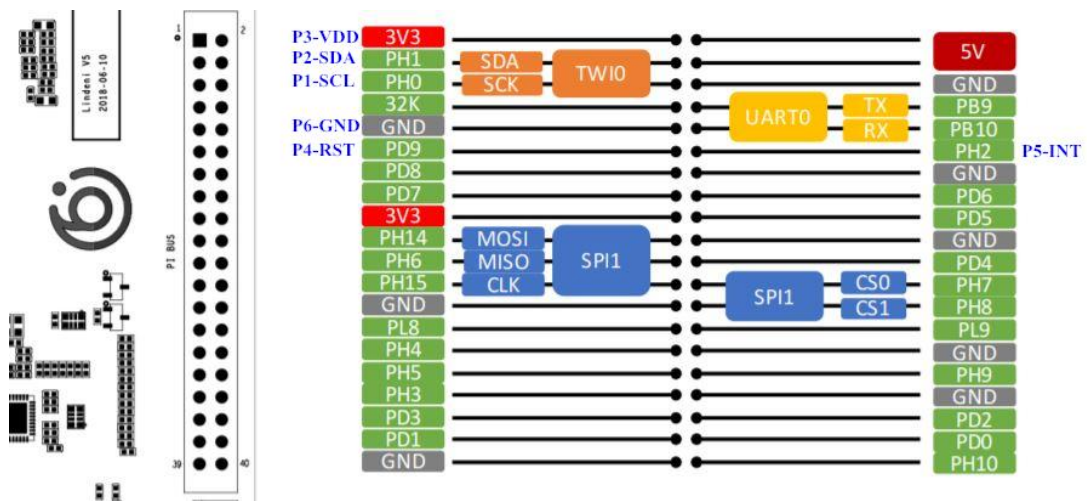 Lindeni V5
2018-06-10
PI BUS
1
2
39
40
P3-VDD 3V3
P2-SDA PH1 SDA
TWI0
P1-SCL PH0 SCK
32K
P6-GND GND
P4-RST PD9
PD8
PD7
3V3
PH14 MOSI
PH6 MISO SPI1
PH15 CLK
GND
PL8
PH4
PH5
PH3
PD3
PD1
GND
5V
GND
UART0
TX PB9
RX PB10
PH2 P5-INT
GND
PD6
PD5
GND
PD4
SPI1
CS0 PH7
CS1 PH8
PL9
GND
PH9
GND
PD2
PD0
PH10